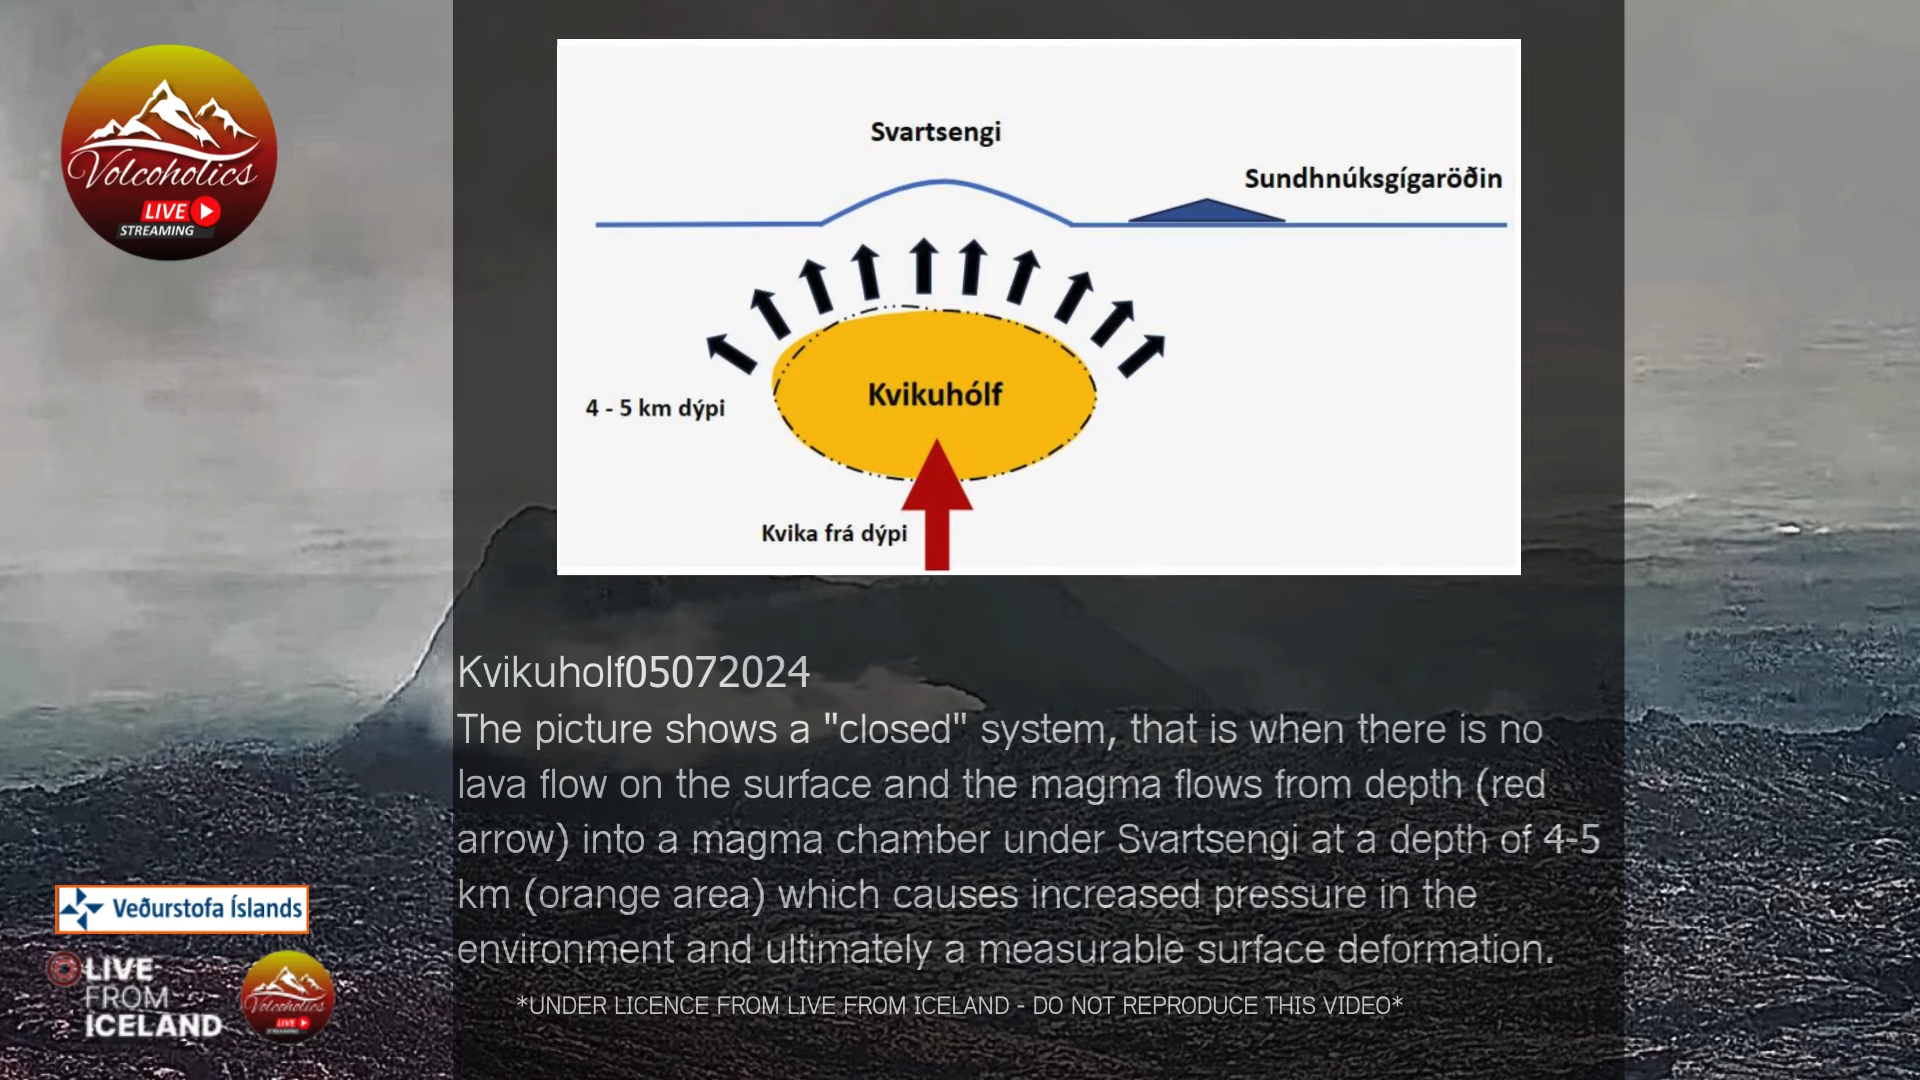 Volcoholics
LIVE
STREAMING
Svartsengi
Sundhnúksgígaröðin
4 - 5 km dýpi
Kvikuhólf
Kvika frá dýpi
Kvikuholf05072024
The picture shows a "closed" system, that is when there is no
lava flow on the surface and the magma flows from depth (red
arrow) into a magma chamber under Svartsengi at a depth of 4-5
km (orange area) which causes increased pressure in the
environment and ultimately a measurable surface deformation.
*UNDER LICENCE FROM LIVE FROM ICELAND - DO NOT REPRODUCE THIS VIDEO*
Veðurstofa Íslands
LIVE
FROM
ICELAND
Volcoholics
LIVE
STREAMING